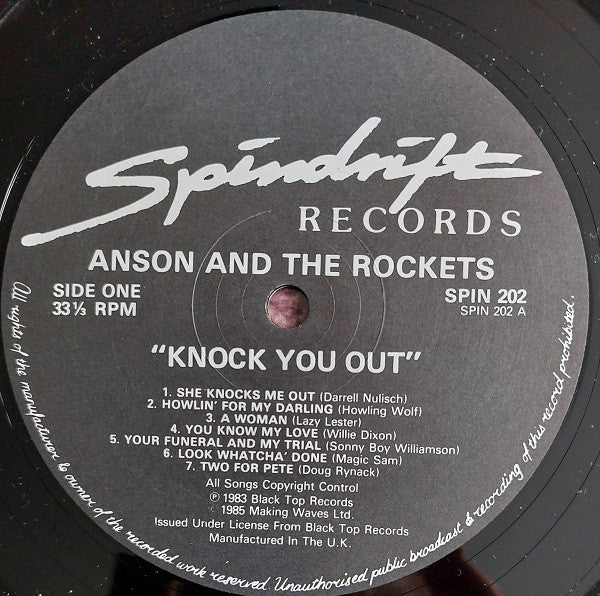 Spindrift
RECORDS
ANSON AND THE ROCKETS
SIDE ONE
33⅓ RPM
SPIN 202
SPIN 202 A
"KNOCK YOU OUT"
1. SHE KNOCKS ME OUT (Darrell Nulisch)
2. HOWLIN' FOR MY DARLING (Howling Wolf)
3. A WOMAN (Lazy Lester)
4. YOU KNOW MY LOVE (Willie Dixon)
5. YOUR FUNERAL AND MY TRIAL (Sonny Boy Williamson)
6. LOOK WHATCHA' DONE (Magic Sam)
7. TWO FOR PETE (Doug Rynack)
All Songs Copyright Control
℗ 1983 Black Top Records
© 1985 Making Waves Ltd.
Issued Under License From Black Top Records
Manufactured In The U.K.
All rights of the manufacturer & owner of the recorded work reserved. Unauthorised public broadcast & recording of this record prohibited.